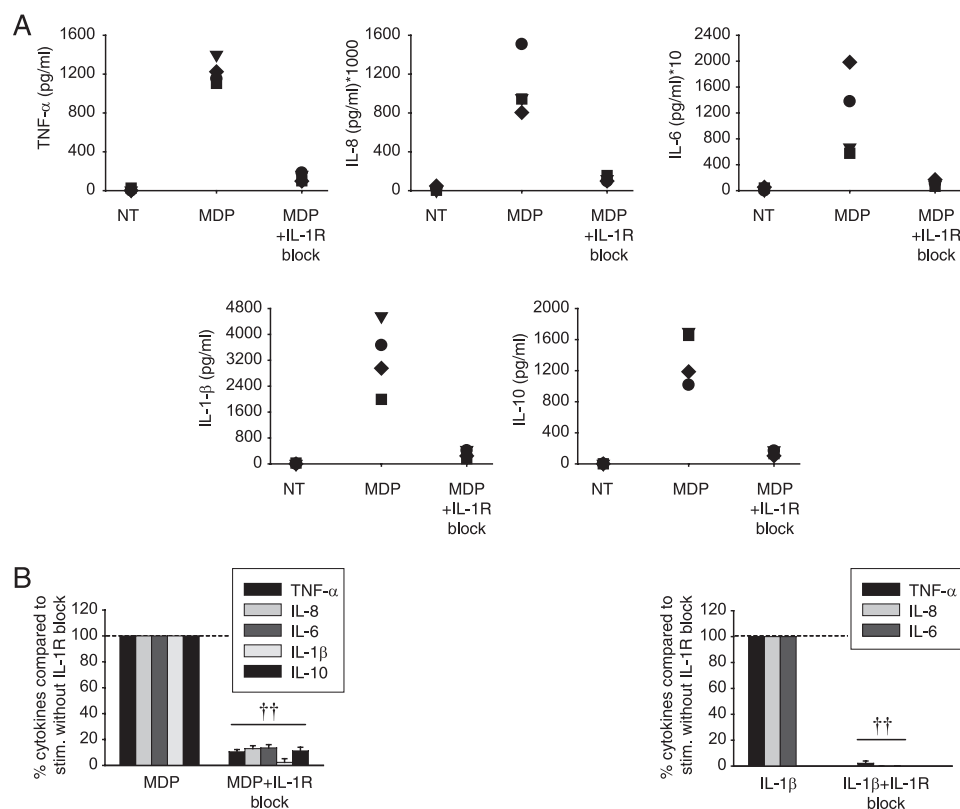 A
TNF-α (pg/ml)
1600
1200
800
400
0
NT
MDP
MDP
+IL-1R
block
IL-8 (pg/ml)*1000
1600
1200
800
400
0
NT
MDP
MDP
+IL-1R
block
IL-6 (pg/ml)*10
2400
2000
1600
1200
800
400
0
NT
MDP
MDP
+IL-1R
block
IL-1-β (pg/ml)
4800
4000
3200
2400
1600
800
0
NT
MDP
MDP
+IL-1R
block
IL-10 (pg/ml)
2000
1600
1200
800
400
0
NT
MDP
MDP
+IL-1R
block
B
% cytokines compared to
stim. without IL-1R block
120
100
80
60
40
20
0
TNF-α
IL-8
IL-6
IL-1β
IL-10
††
MDP
MDP+IL-1R
block
% cytokines compared to
stim. without IL-1R block
120
100
80
60
40
20
0
TNF-α
IL-8
IL-6
††
IL-1β
IL-1β+IL-1R
block